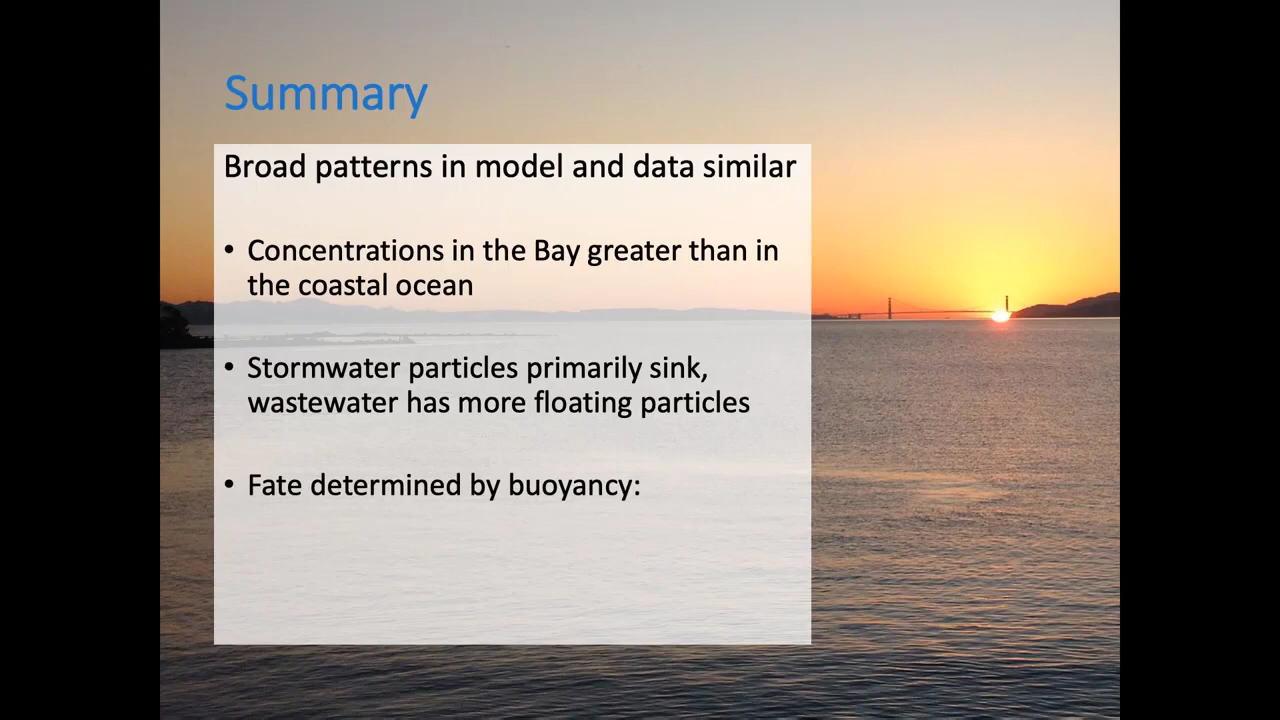 Summary
Broad patterns in model and data similar
• Concentrations in the Bay greater than in
the coastal ocean
• Stormwater particles primarily sink,
wastewater has more floating particles
• Fate determined by buoyancy: